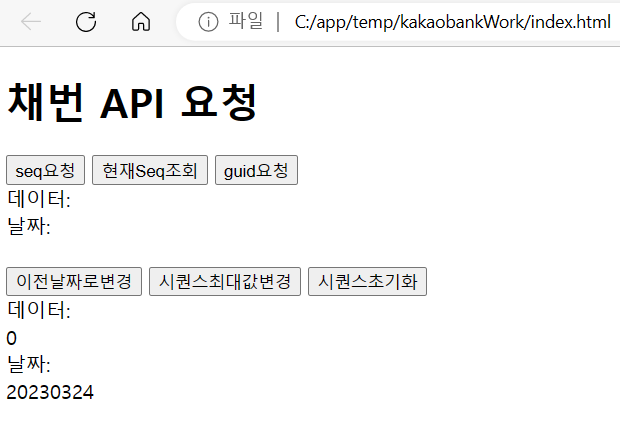 파일 | C:/app/temp/kakaobankWork/index.html
채번 API 요청
seq요청 현재Seq조회 guid요청
데이터:
날짜:
이전날짜로변경 시퀀스최대값변경 시퀀스초기화
데이터:
0
날짜:
20230324